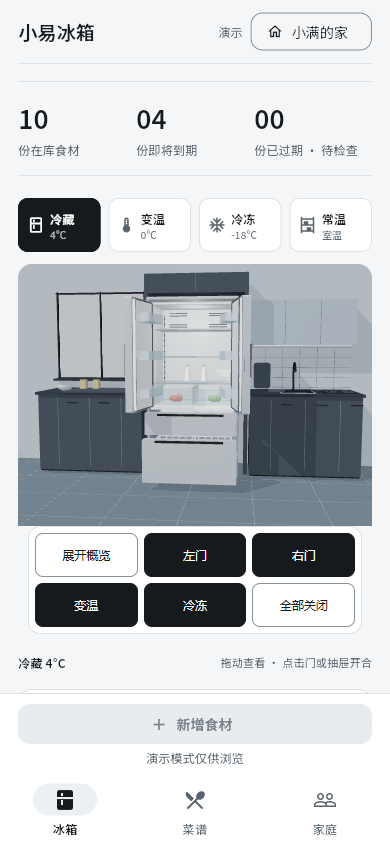 小易冰箱
演示
小满的家
10
04
00
份在库食材
份即将到期
份已过期 · 待检查
冷藏
4°C
变温
0°C
冷冻
-18°C
常温
室温
展开概览
左门
右门
变温
冷冻
全部关闭
冷藏 4°C
拖动查看 · 点击门或抽屉开合
+ 新增食材
演示模式仅供浏览
冰箱
菜谱
家庭